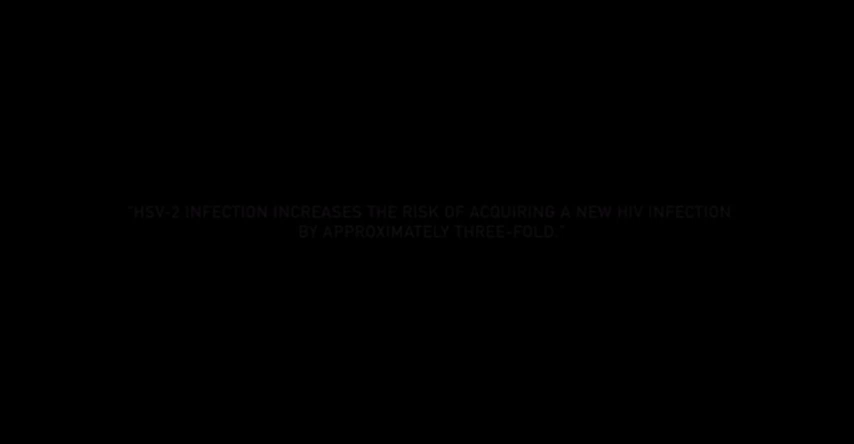 "HSV-2 INFECTION INCREASES THE RISK OF ACQUIRING A NEW HIV INFECTION
BY APPROXIMATELY THREE-FOLD."